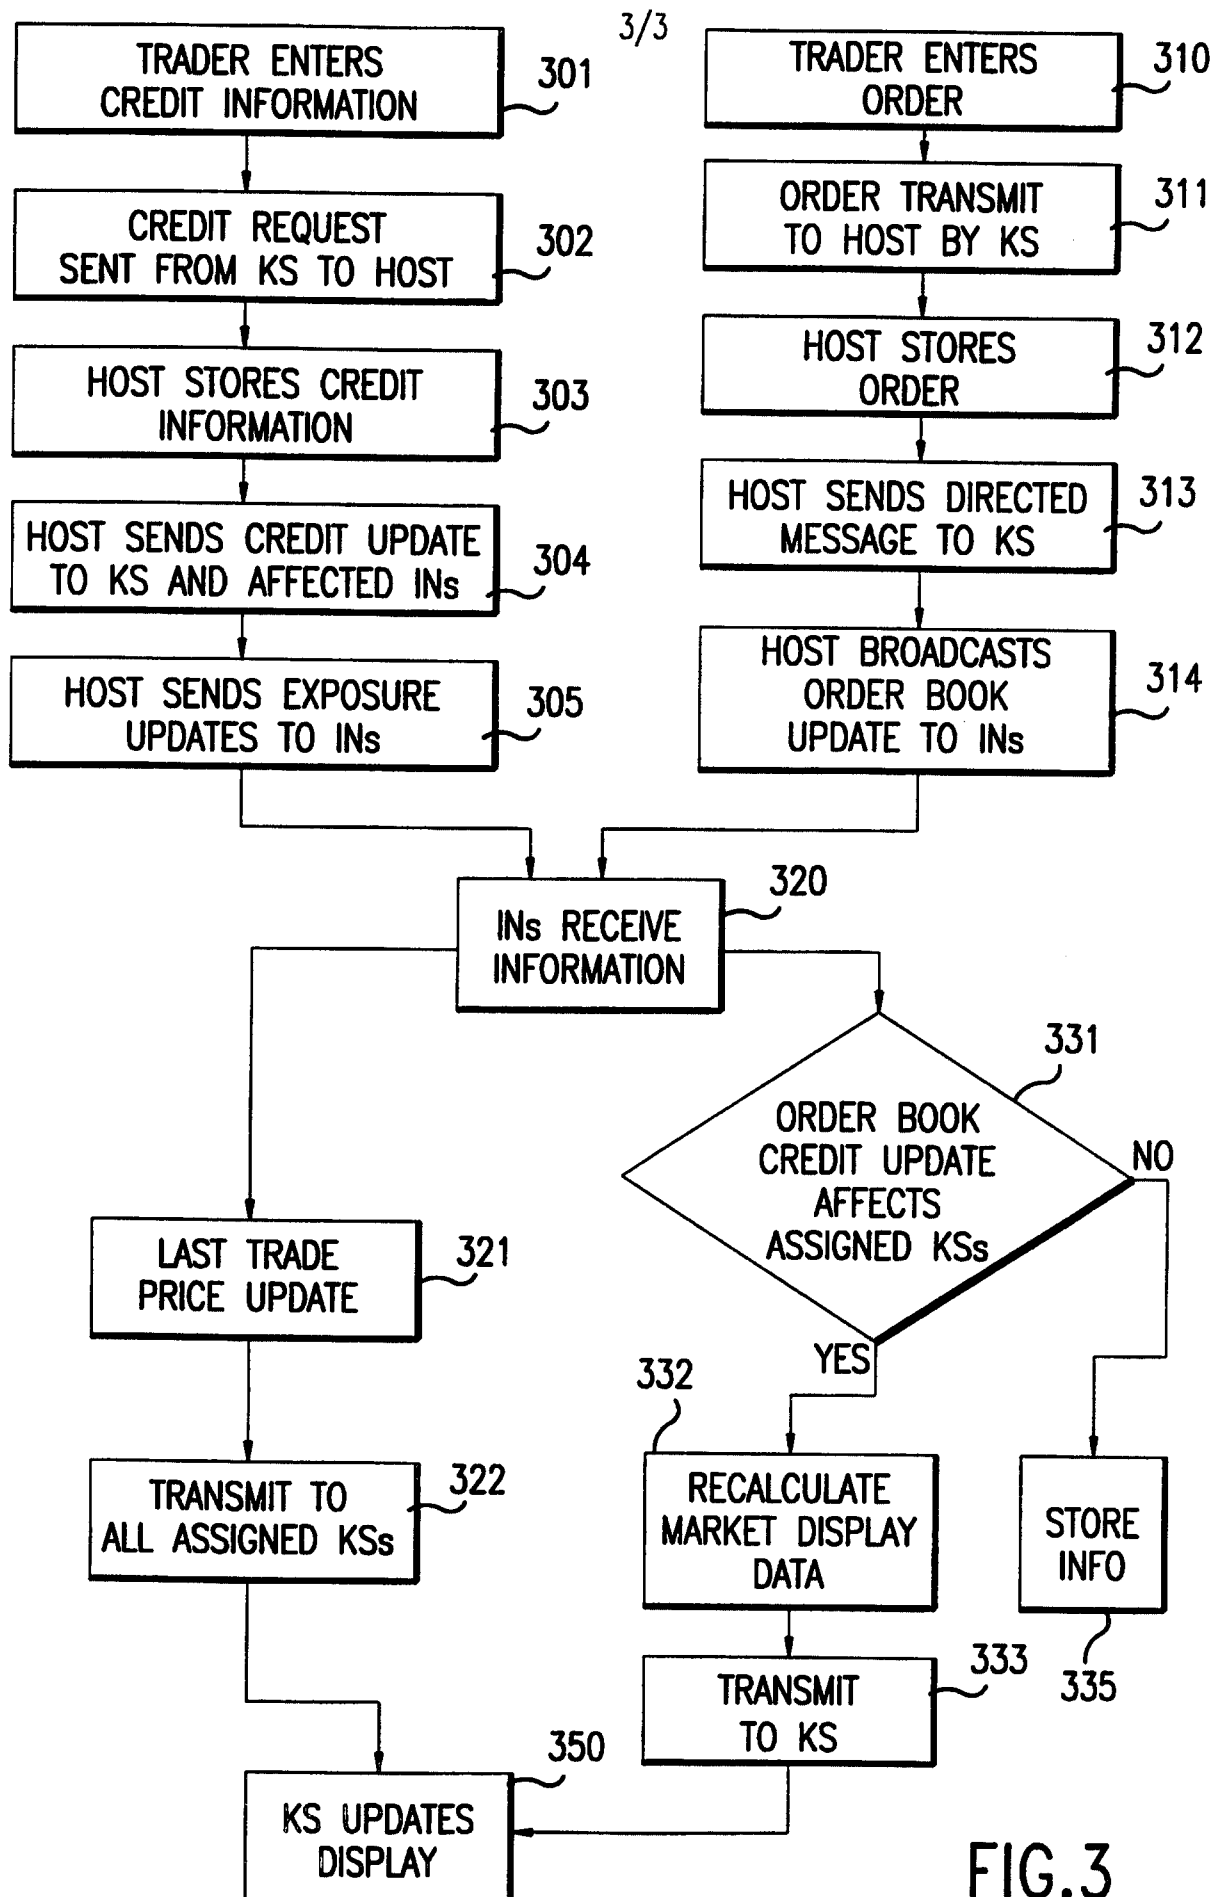 3/3
TRADER ENTERS
CREDIT INFORMATION
301
CREDIT REQUEST
SENT FROM KS TO HOST
302
HOST STORES CREDIT
INFORMATION
303
HOST SENDS CREDIT UPDATE
TO KS AND AFFECTED INs
304
HOST SENDS EXPOSURE
UPDATES TO INs
305
TRADER ENTERS
ORDER
310
ORDER TRANSMIT
TO HOST BY KS
311
HOST STORES
ORDER
312
HOST SENDS DIRECTED
MESSAGE TO KS
313
HOST BROADCASTS
ORDER BOOK
UPDATE TO INs
314
INs RECEIVE
INFORMATION
320
LAST TRADE
PRICE UPDATE
321
TRANSMIT TO
ALL ASSIGNED KSs
322
ORDER BOOK
CREDIT UPDATE
AFFECTS
ASSIGNED KSs
331
NO
YES
332
RECALCULATE
MARKET DISPLAY
DATA
STORE
INFO
335
TRANSMIT
TO KS
333
KS UPDATES
DISPLAY
350
FIG.3